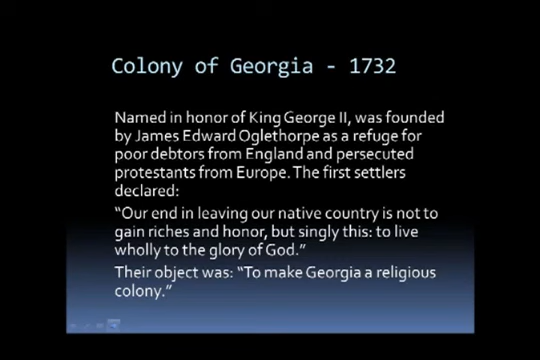 Colony of Georgia - 1732
Named in honor of King George II, was founded
by James Edward Oglethorpe as a refuge for
poor debtors from England and persecuted
protestants from Europe. The first settlers
declared:
“Our end in leaving our native country is not to
gain riches and honor, but singly this: to live
wholly to the glory of God.”
Their object was: “To make Georgia a religious
colony.”